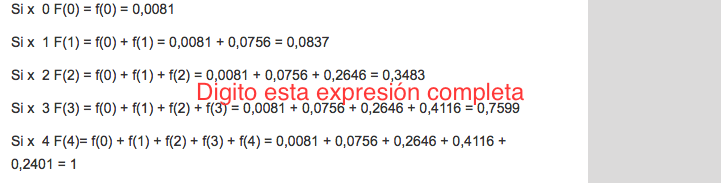 Si x 0 F(0) = f(0) = 0,0081
Si x 1 F(1) = f(0) + f(1) = 0,0081 + 0,0756 = 0,0837
Si x 2 F(2) = f(0) + f(1) + f(2) = 0,0081 + 0,0756 + 0,2646 = 0,3483
Digito esta expresión completa
Si x 3 F(3) = f(0) + f(1) + f(2) + f(3) = 0,0081 + 0,0756 + 0,2646 + 0,4116 = 0,7599
Si x 4 F(4)= f(0) + f(1) + f(2) + f(3) + f(4) = 0,0081 + 0,0756 + 0,2646 + 0,4116 +
0,2401 = 1